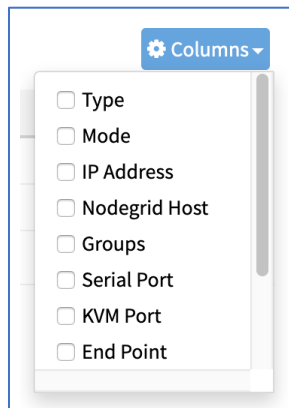 Columns
Type
Mode
IP Address
Nodegrid Host
Groups
Serial Port
KVM Port
End Point